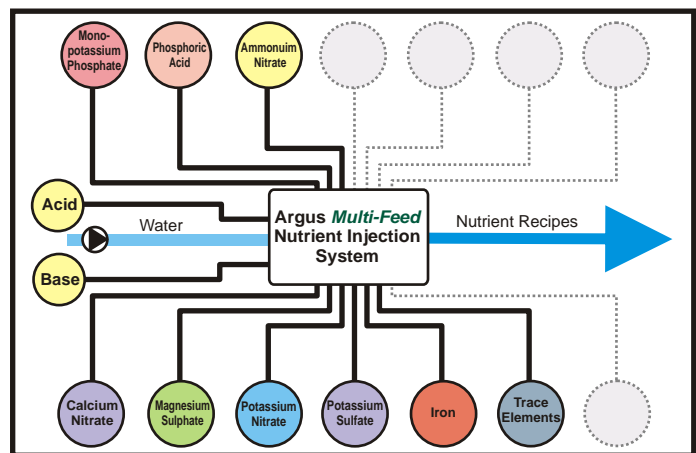 Mono-
potassium
Phosphate
Phosphoric
Acid
Ammonuim
Nitrate
Acid
Water
Base
Argus Multi-Feed
Nutrient Injection
System
Nutrient Recipes
Calcium
Nitrate
Magnesium
Sulphate
Potassium
Nitrate
Potassium
Sulfate
Iron
Trace
Elements